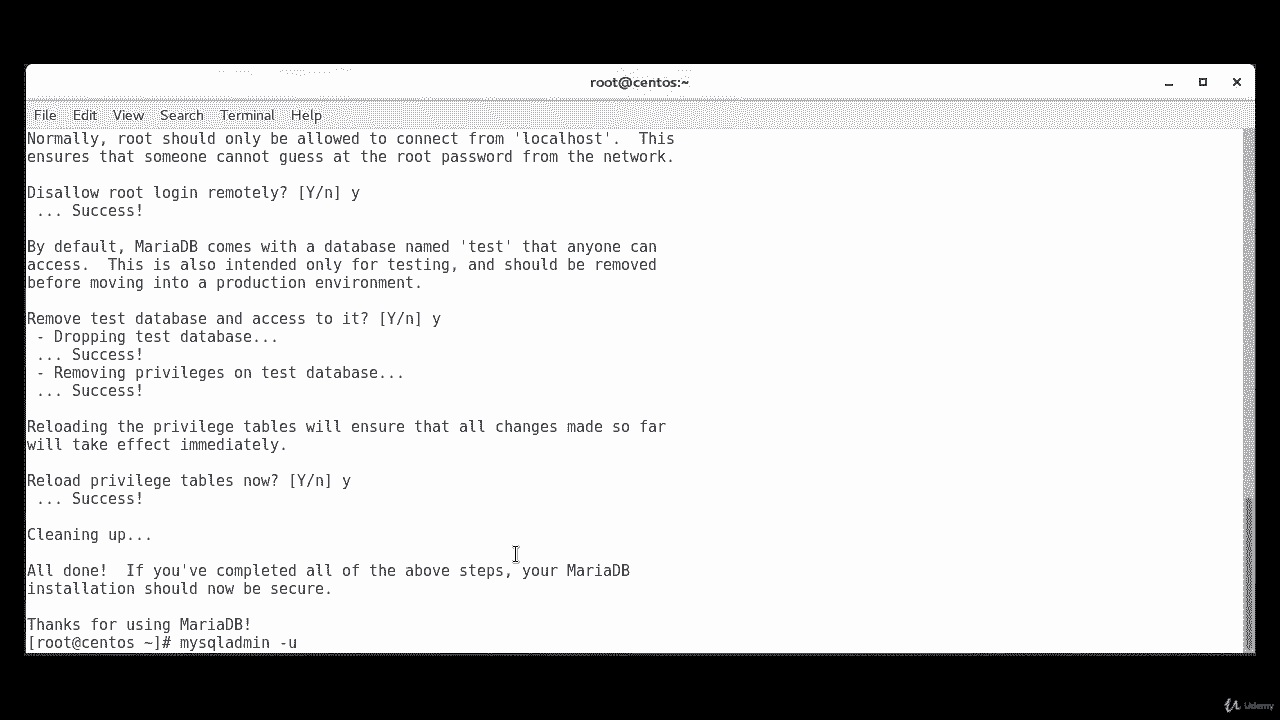 root@centos:~
File Edit View Search Terminal Help
Normally, root should only be allowed to connect from 'localhost'.  This
ensures that someone cannot guess at the root password from the network.
Disallow root login remotely? [Y/n] y
 ... Success!
By default, MariaDB comes with a database named 'test' that anyone can
access.  This is also intended only for testing, and should be removed
before moving into a production environment.
Remove test database and access to it? [Y/n] y
 - Dropping test database...
 ... Success!
 - Removing privileges on test database...
 ... Success!
Reloading the privilege tables will ensure that all changes made so far
will take effect immediately.
Reload privilege tables now? [Y/n] y
 ... Success!
Cleaning up...
All done!  If you've completed all of the above steps, your MariaDB
installation should now be secure.
Thanks for using MariaDB!
[root@centos ~]# mysqladmin -u
Udemy